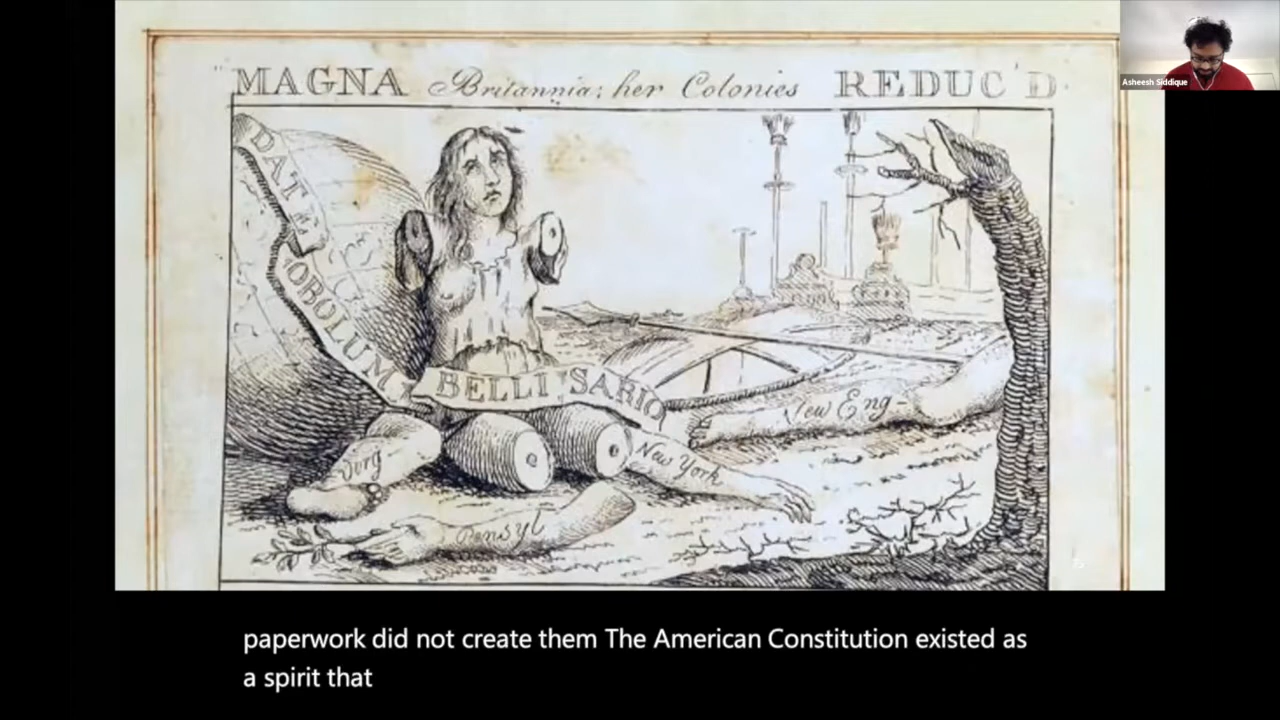 MAGNA Britannia; her Colonies REDUC'D
Asheesh Siddique
DATE
OBOLUM
BELLISARIO
Virg-
New York
New Eng-
Pensyl
paperwork did not create them The American Constitution existed as
a spirit that